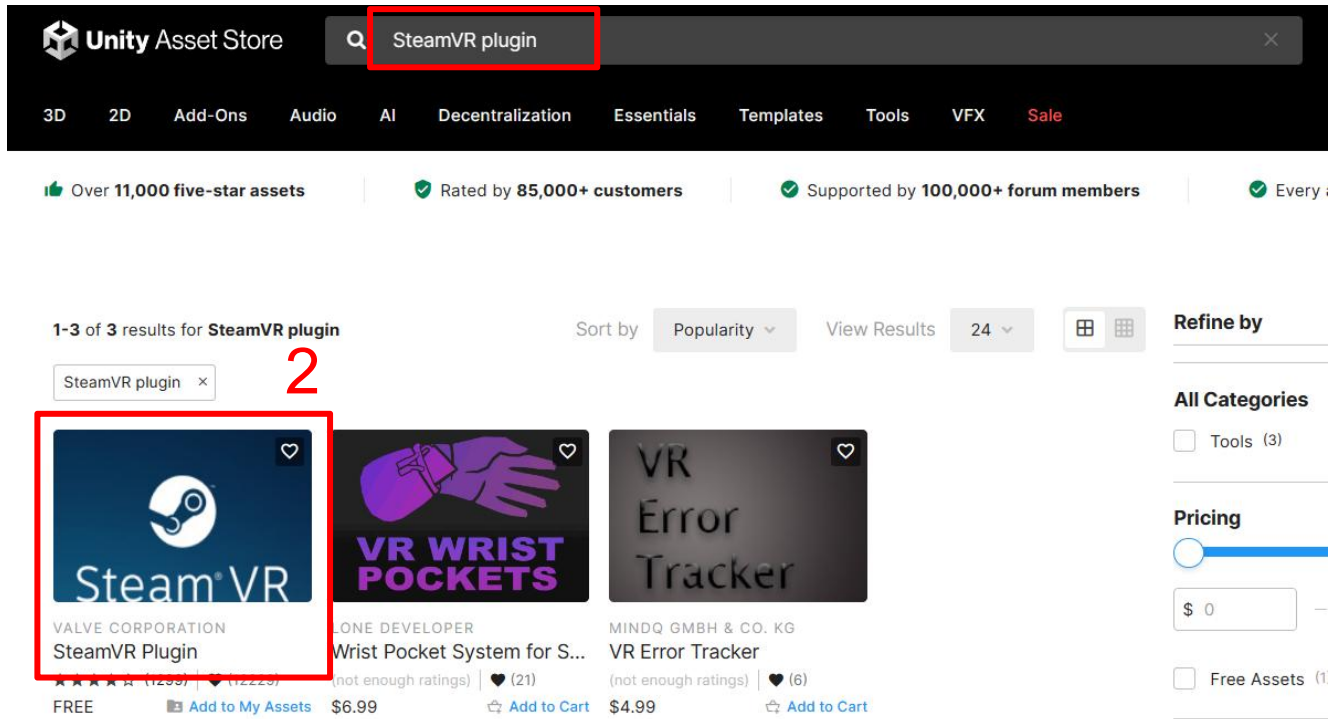 Unity Asset Store
SteamVR plugin
3D 2D Add-Ons Audio AI Decentralization Essentials Templates Tools VFX Sale
Over 11,000 five-star assets
Rated by 85,000+ customers
Supported by 100,000+ forum members
Every
1-3 of 3 results for SteamVR plugin
Sort by Popularity
View Results 24
Refine by
SteamVR plugin ×
2
All Categories
Tools (3)
Pricing
$ 0
Free Assets
Steam VR
VALVE CORPORATION
SteamVR Plugin
FREE
Add to My Assets
VR WRIST
POCKETS
LONE DEVELOPER
Wrist Pocket System for S...
(not enough ratings) (21)
$6.99 Add to Cart
VR
Error
Tracker
MINDQ GMBH & CO. KG
VR Error Tracker
(not enough ratings) (6)
$4.99 Add to Cart